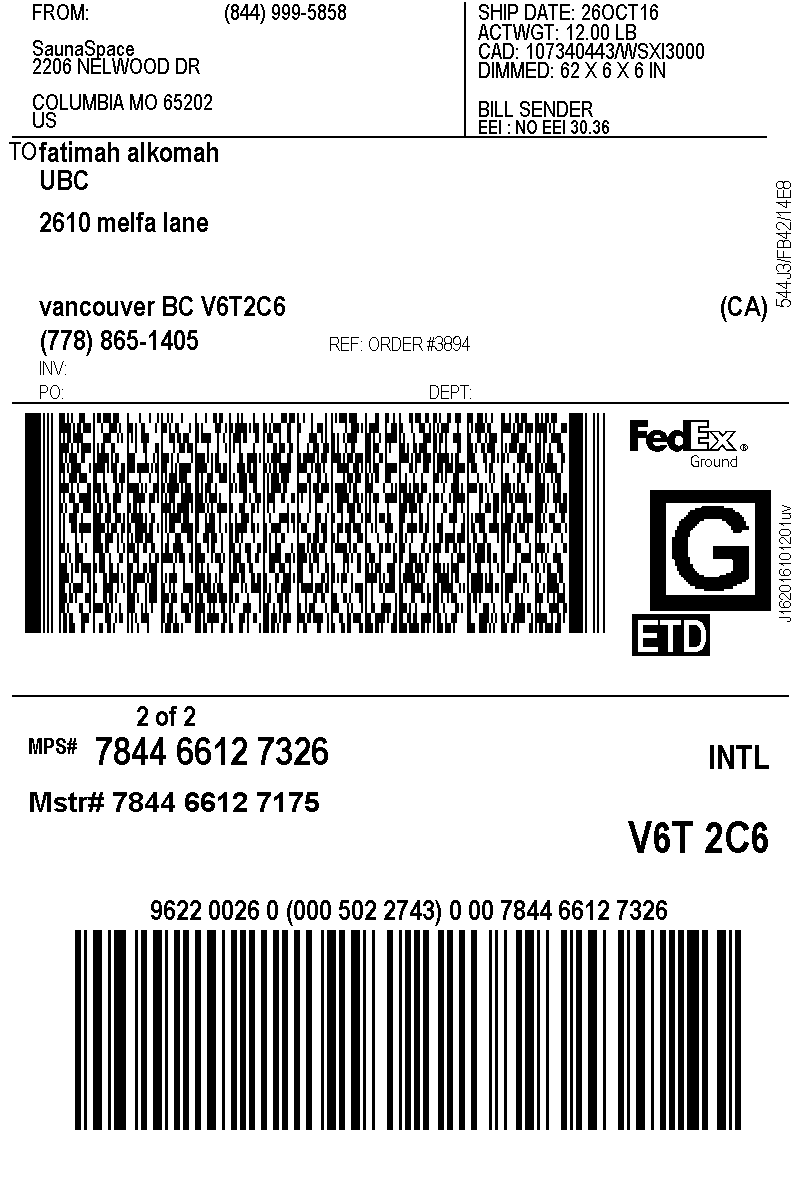 FROM: (844) 999-5858
SaunaSpace
2206 NELWOOD DR
COLUMBIA MO 65202
US
SHIP DATE: 26OCT16
ACTWGT: 12.00 LB
CAD: 107340443/WSXI3000
DIMMED: 62 X 6 X 6 IN
BILL SENDER
EEI : NO EEI 30.36
TO fatimah alkomah
UBC
2610 melfa lane
vancouver BC V6T2C6 (CA)
(778) 865-1405 REF: ORDER #3894
INV:
PO: DEPT:
544J3/FB42/14E8
FedEx®
Ground
G
ETD
J162016101201uv
2 of 2
MPS# 7844 6612 7326
INTL
Mstr# 7844 6612 7175
V6T 2C6
9622 0026 0 (000 502 2743) 0 00 7844 6612 7326